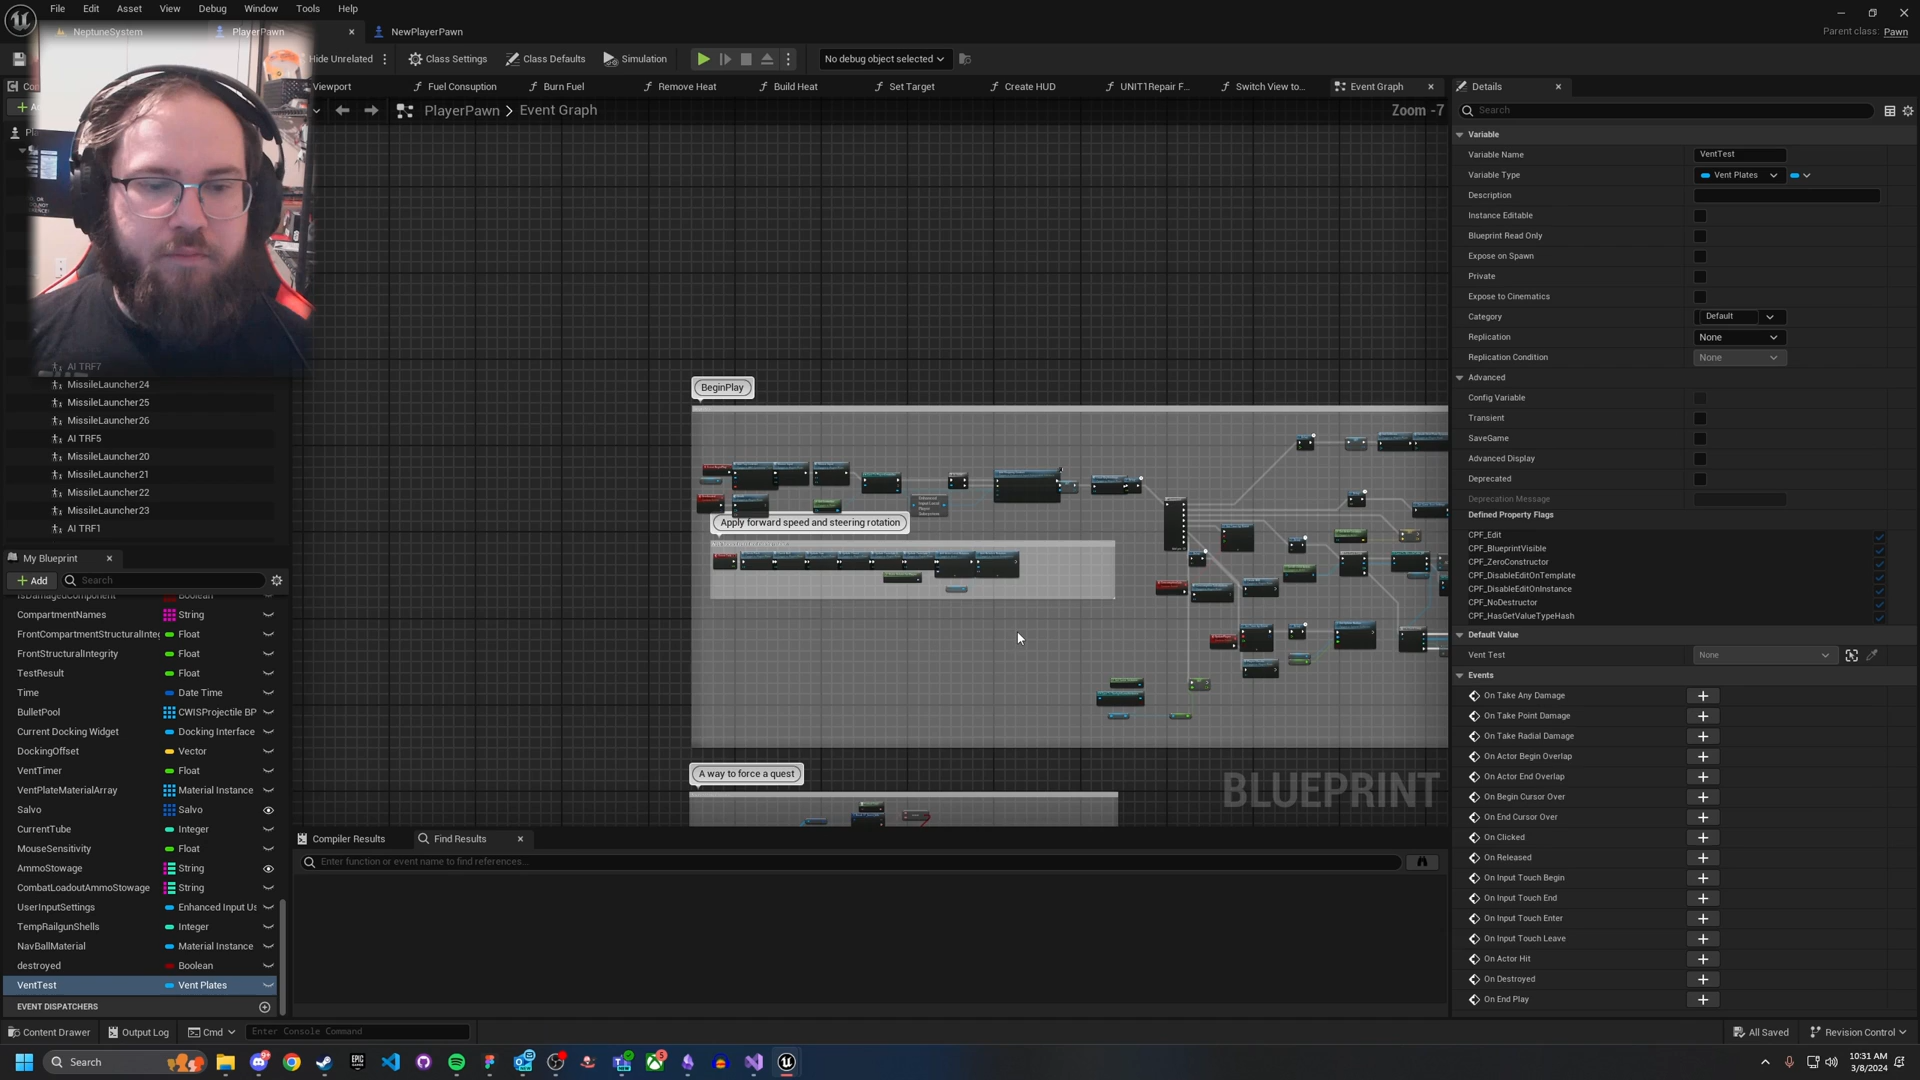 File Edit Asset View Debug Window Tools Help
NeptuneSystem
PlayerPawn
NewPlayerPawn
Parent class: Pawn
Hide Unrelated
Class Settings
Class Defaults
Simulation
No debug object selected
Viewport
Fuel Consuption
Burn Fuel
Remove Heat
Build Heat
Set Target
Create HUD
UNIT1Repair F...
Switch View to...
Event Graph
PlayerPawn > Event Graph
Zoom -7
AI TRF7
MissileLauncher24
MissileLauncher25
MissileLauncher26
AI TRF5
MissileLauncher20
MissileLauncher21
MissileLauncher22
MissileLauncher23
AI TRF1
My Blueprint
Add
Search
CompartmentNames String
FrontCompartmentStructuralInteg Float
FrontStructuralIntegrity Float
TestResult Float
Time Date Time
BulletPool CWISProjectile BP
Current Docking Widget Docking Interface
DockingOffset Vector
VentTimer Float
VentPlateMaterialArray Material Instance
Salvo Salvo
CurrentTube Integer
MouseSensitivity Float
AmmoStowage String
CombatLoadoutAmmoStowage String
UserInputSettings Enhanced Input Us
TempRailgunShells Integer
NavBallMaterial Material Instance
destroyed Boolean
VentTest Vent Plates
EVENT DISPATCHERS
BeginPlay
Apply forward speed and steering rotation
A way to force a quest
BLUEPRINT
Compiler Results
Find Results
Enter function or event name to find references...
Details
Search
Variable
Variable Name VentTest
Variable Type Vent Plates
Description
Instance Editable
Blueprint Read Only
Expose on Spawn
Private
Expose to Cinematics
Category Default
Replication None
Replication Condition None
Advanced
Config Variable
Transient
SaveGame
Advanced Display
Deprecated
Deprecation Message
Defined Property Flags
CPF_Edit
CPF_BlueprintVisible
CPF_ZeroConstructor
CPF_DisableEditOnTemplate
CPF_DisableEditOnInstance
CPF_NoDestructor
CPF_HasGetValueTypeHash
Default Value
Vent Test None
Events
On Take Any Damage
On Take Point Damage
On Take Radial Damage
On Actor Begin Overlap
On Actor End Overlap
On Begin Cursor Over
On End Cursor Over
On Clicked
On Released
On Input Touch Begin
On Input Touch End
On Input Touch Enter
On Input Touch Leave
On Actor Hit
On Destroyed
On End Play
Content Drawer
Output Log
Cmd
Enter Console Command
All Saved
Revision Control
Search
10:31 AM
3/8/2024